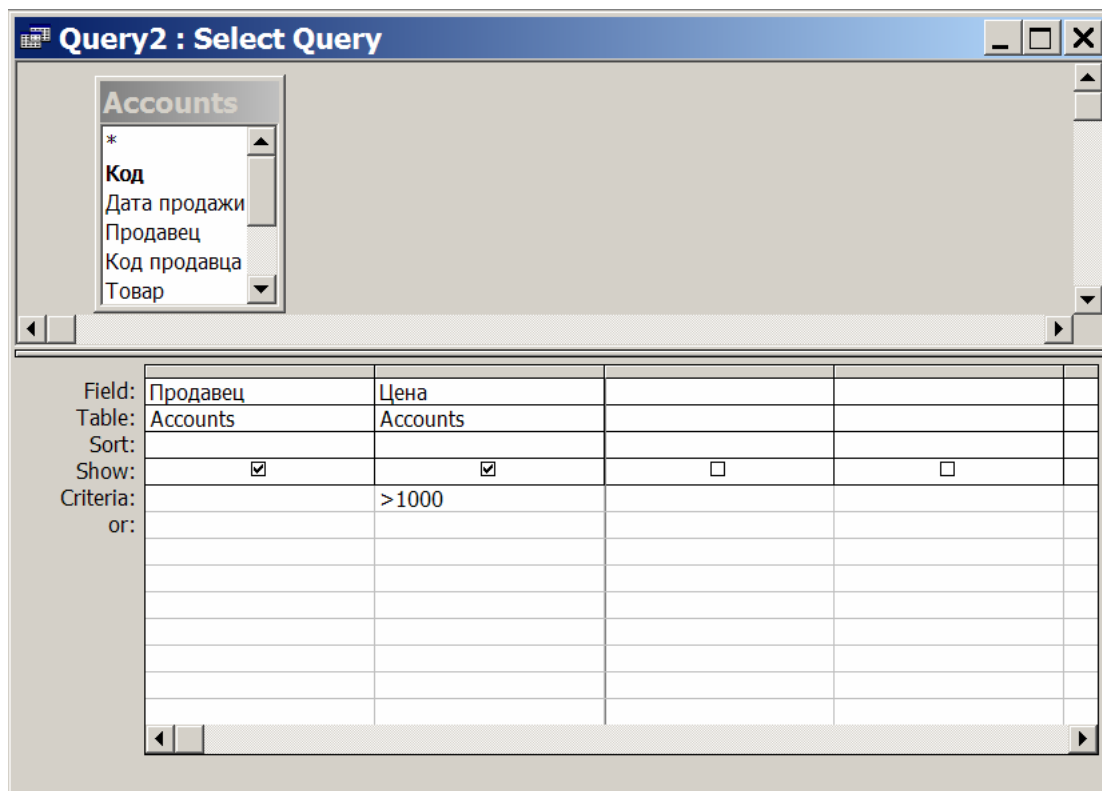 Query2 : Select Query
Accounts
*
Код
Дата продажи
Продавец
Код продавца
Товар
Field: Продавец Цена
Table: Accounts Accounts
Sort:
Show:
Criteria: >1000
or: